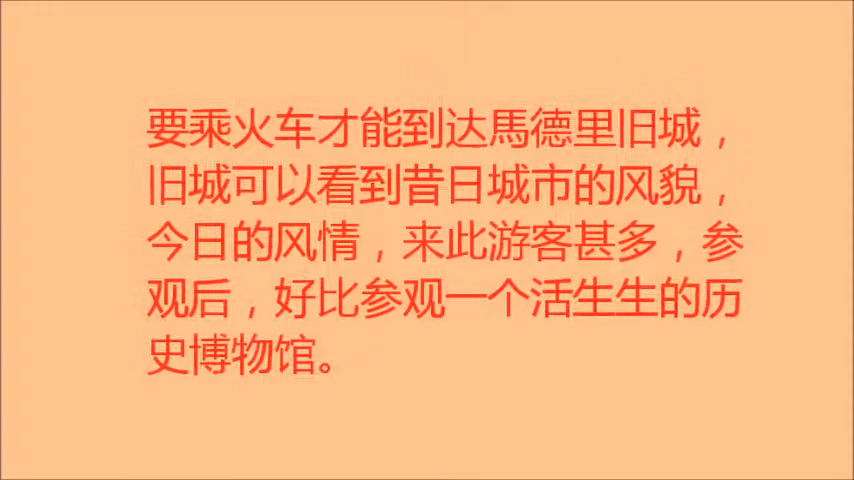 要乘火车才能到达馬德里旧城，
旧城可以看到昔日城市的风貌，
今日的风情，来此游客甚多，参
观后，好比参观一个活生生的历
史博物馆。